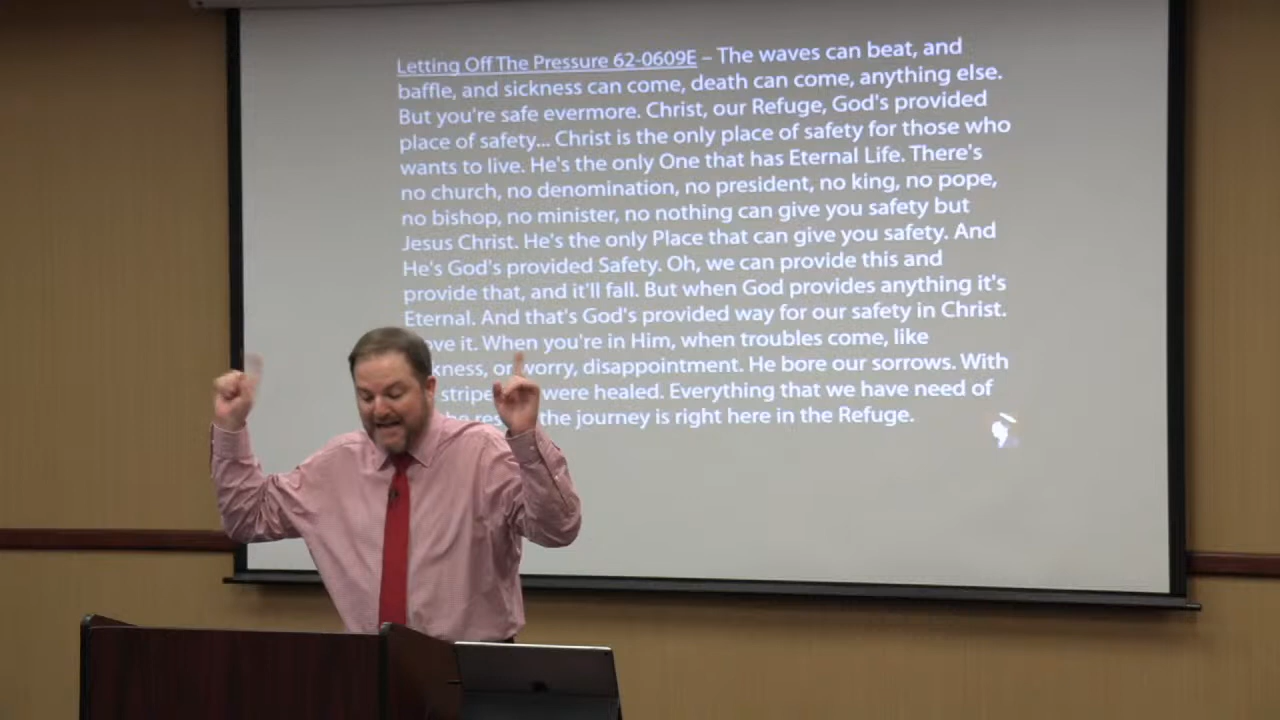 Letting Off The Pressure 62-0609E – The waves can beat, and
baffle, and sickness can come, death can come, anything else.
But you're safe evermore. Christ, our Refuge, God's provided
place of safety... Christ is the only place of safety for those who
wants to live. He's the only One that has Eternal Life. There's
no church, no denomination, no president, no king, no pope,
no bishop, no minister, no nothing can give you safety but
Jesus Christ. He's the only Place that can give you safety. And
He's God's provided Safety. Oh, we can provide this and
provide that, and it'll fall. But when God provides anything it's
Eternal. And that's God's provided way for our safety in Christ.
ove it. When you're in Him, when troubles come, like
kness, or worry, disappointment. He bore our sorrows. With
stripe were healed. Everything that we have need of
the journey is right here in the Refuge.